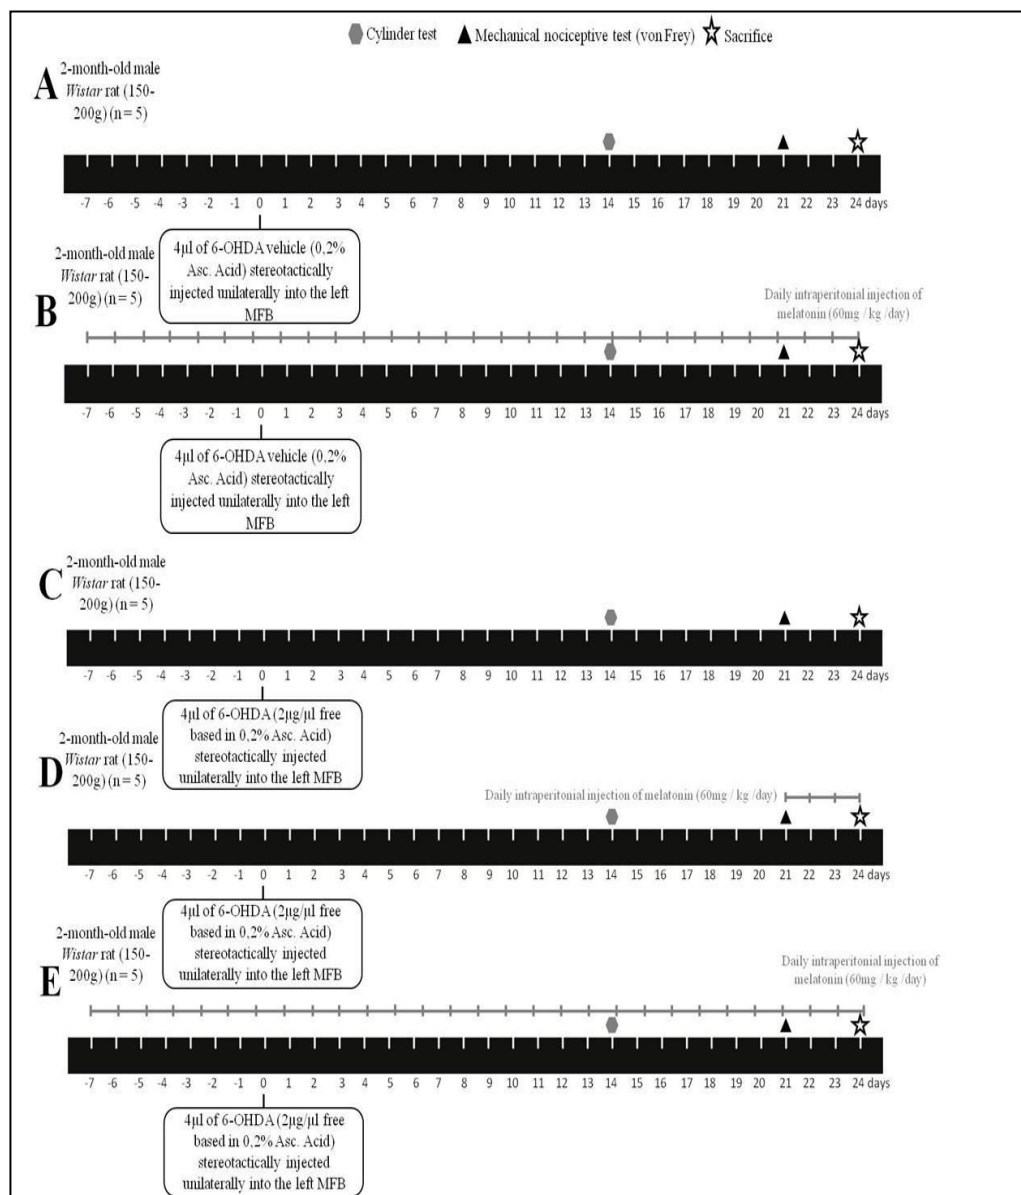 Cylinder test Mechanical nociceptive test (von Frey) Sacrifice
A
2-month-old male
Wistar rat (150-
200g) (n = 5)
-7 -6 -5 -4 -3 -2 -1 0 1 2 3 4 5 6 7 8 9 10 11 12 13 14 15 16 17 18 19 20 21 22 23 24 days
4µl of 6-OHDA vehicle (0,2%
Asc. Acid) stereotactically
injected unilaterally into the left
MFB
B
2-month-old male
Wistar rat (150-
200g) (n = 5)
Daily intraperitonial injection of
melatonin (60mg / kg /day)
-7 -6 -5 -4 -3 -2 -1 0 1 2 3 4 5 6 7 8 9 10 11 12 13 14 15 16 17 18 19 20 21 22 23 24 days
4µl of 6-OHDA vehicle (0,2%
Asc. Acid) stereotactically
injected unilaterally into the left
MFB
C
2-month-old male
Wistar rat (150-
200g) (n = 5)
-7 -6 -5 -4 -3 -2 -1 0 1 2 3 4 5 6 7 8 9 10 11 12 13 14 15 16 17 18 19 20 21 22 23 24 days
4µl of 6-OHDA (2µg/µl free
based in 0,2% Asc. Acid)
stereotactically injected
unilaterally into the left MFB
D
2-month-old male
Wistar rat (150-
200g) (n = 5)
Daily intraperitonial injection of melatonin (60mg / kg /day)
-7 -6 -5 -4 -3 -2 -1 0 1 2 3 4 5 6 7 8 9 10 11 12 13 14 15 16 17 18 19 20 21 22 23 24 days
4µl of 6-OHDA (2µg/µl free
based in 0,2% Asc. Acid)
stereotactically injected
unilaterally into the left MFB
E
2-month-old male
Wistar rat (150-
200g) (n = 5)
Daily intraperitonial injection of
melatonin (60mg / kg /day)
-7 -6 -5 -4 -3 -2 -1 0 1 2 3 4 5 6 7 8 9 10 11 12 13 14 15 16 17 18 19 20 21 22 23 24 days
4µl of 6-OHDA (2µg/µl free
based in 0,2% Asc. Acid)
stereotactically injected
unilaterally into the left MFB